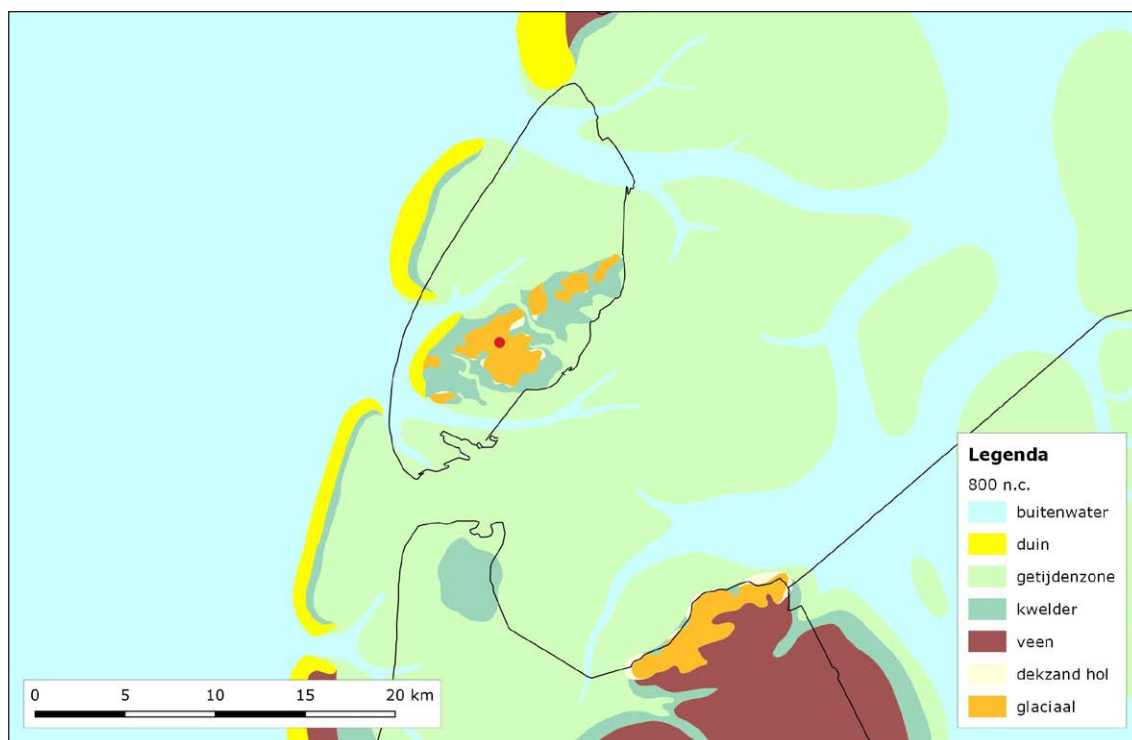 Legenda
800 n.c.
buitenwater
duin
getijdenzone
kwelder
veen
dekzand hol
glaciaal
0 5 10 15 20 km